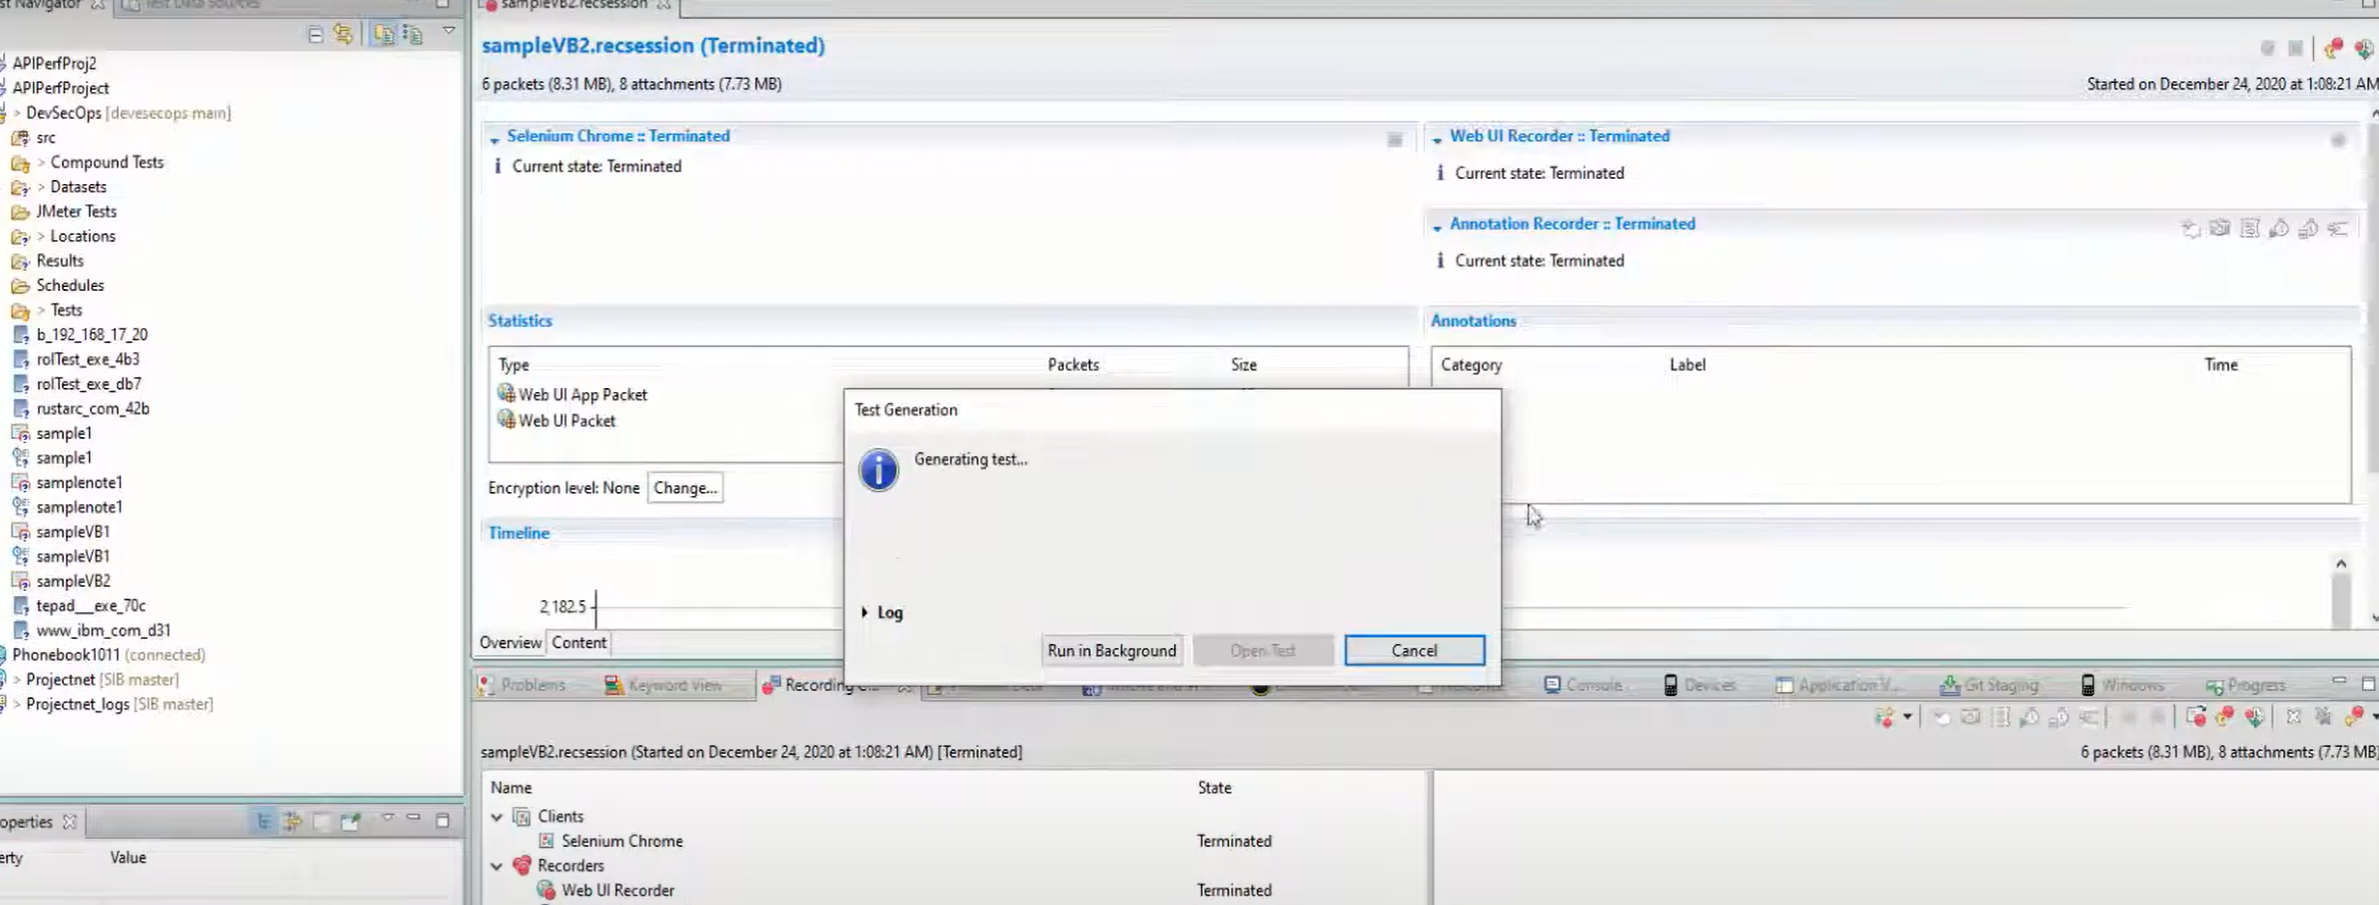 sampleVB2.recsession
sampleVB2.recsession (Terminated)
6 packets (8.31 MB), 8 attachments (7.73 MB)
Started on December 24, 2020 at 1:08:21 AM
APIPerfProj2
APIPerfProject
> DevSecOps [devesecops main]
src
> Compound Tests
> Datasets
JMeter Tests
> Locations
Results
Schedules
> Tests
b_192_168_17_20
rolTest_exe_4b3
rolTest_exe_db7
rustarc_com_42b
sample1
sample1
samplenote1
samplenote1
sampleVB1
sampleVB1
sampleVB2
tepad__exe_70c
www_ibm_com_d31
Phonebook1011 (connected)
> Projectnet [SIB master]
> Projectnet_logs [SIB master]
Selenium Chrome :: Terminated
Current state: Terminated
Web UI Recorder :: Terminated
Current state: Terminated
Annotation Recorder :: Terminated
Current state: Terminated
Statistics
Type Packets Size
Web UI App Packet
Web UI Packet
Encryption level: None Change...
Annotations
Category Label Time
Timeline
2,182.5
Overview Content
Test Generation
Generating test...
Log
Run in Background Open Test Cancel
Problems Keyword View Recording C... Console Devices Application V... Git Staging Windows Progress
sampleVB2.recsession (Started on December 24, 2020 at 1:08:21 AM) [Terminated]
6 packets (8.31 MB), 8 attachments (7.73 MB)
Name State
Clients
Selenium Chrome Terminated
Recorders
Web UI Recorder Terminated
operties
erty Value